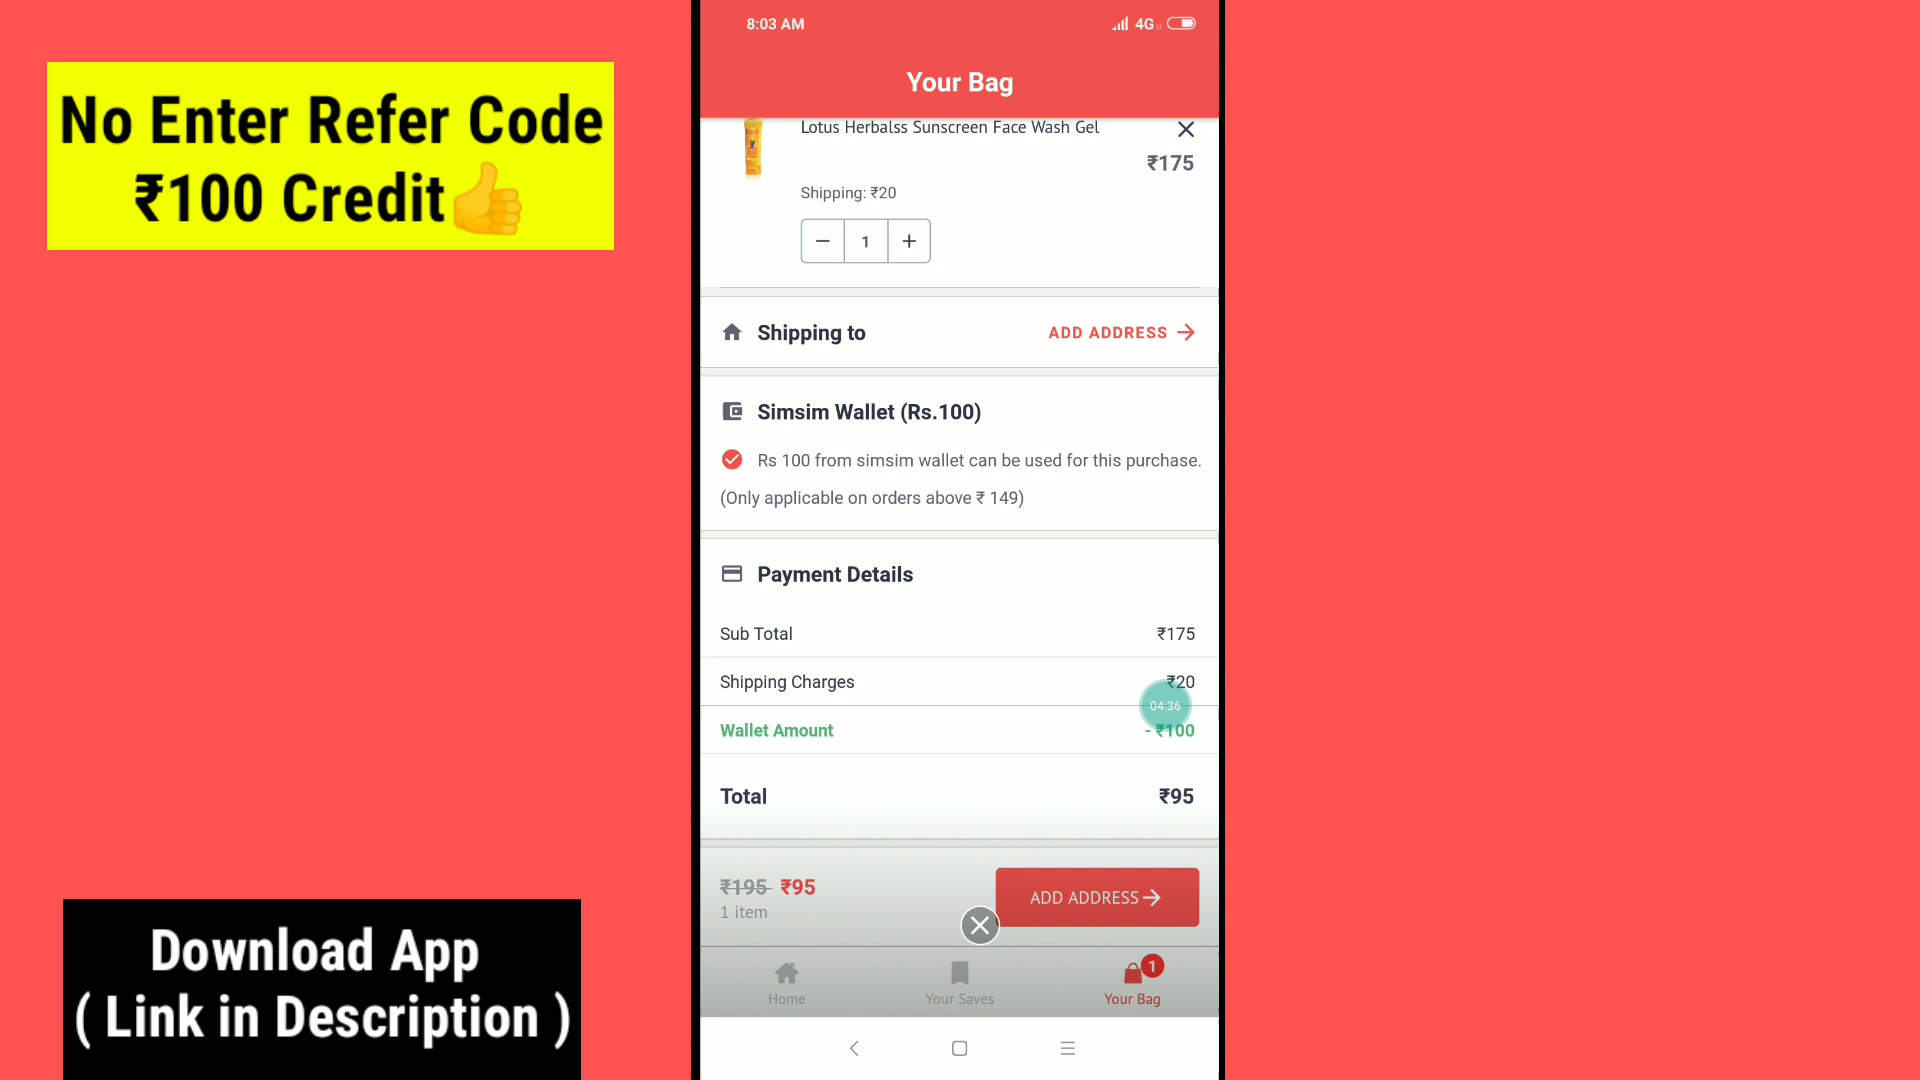 No Enter Refer Code
₹100 Credit👍
Download App
( Link in Description )
8:03 AM
4G
Your Bag
Lotus Herbalss Sunscreen Face Wash Gel
₹175
Shipping: ₹20
1
Shipping to
ADD ADDRESS
Simsim Wallet (Rs.100)
Rs 100 from simsim wallet can be used for this purchase.
(Only applicable on orders above ₹ 149)
Payment Details
Sub Total ₹175
Shipping Charges ₹20
04:36
Wallet Amount - ₹100
Total ₹95
₹195 ₹95
1 item
ADD ADDRESS
1
Home
Your Saves
Your Bag